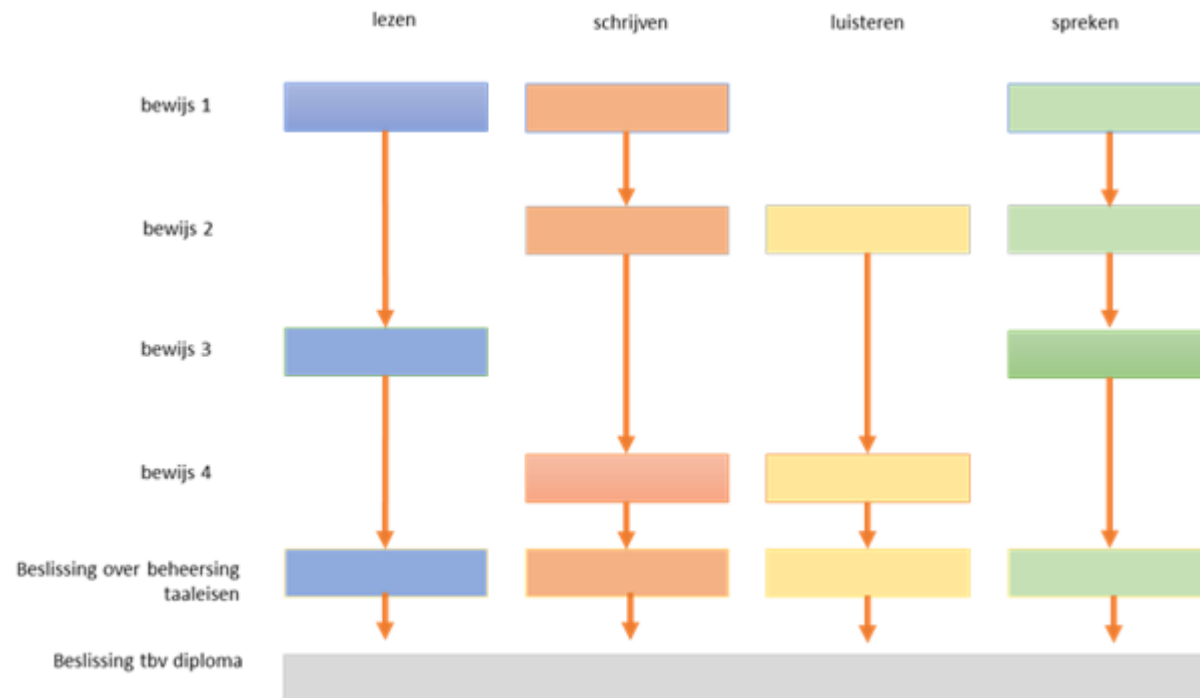 lezen
schrijven
luisteren
spreken
bewijs 1
bewijs 2
bewijs 3
bewijs 4
Beslissing over beheersing
taaleisen
Beslissing tbv diploma